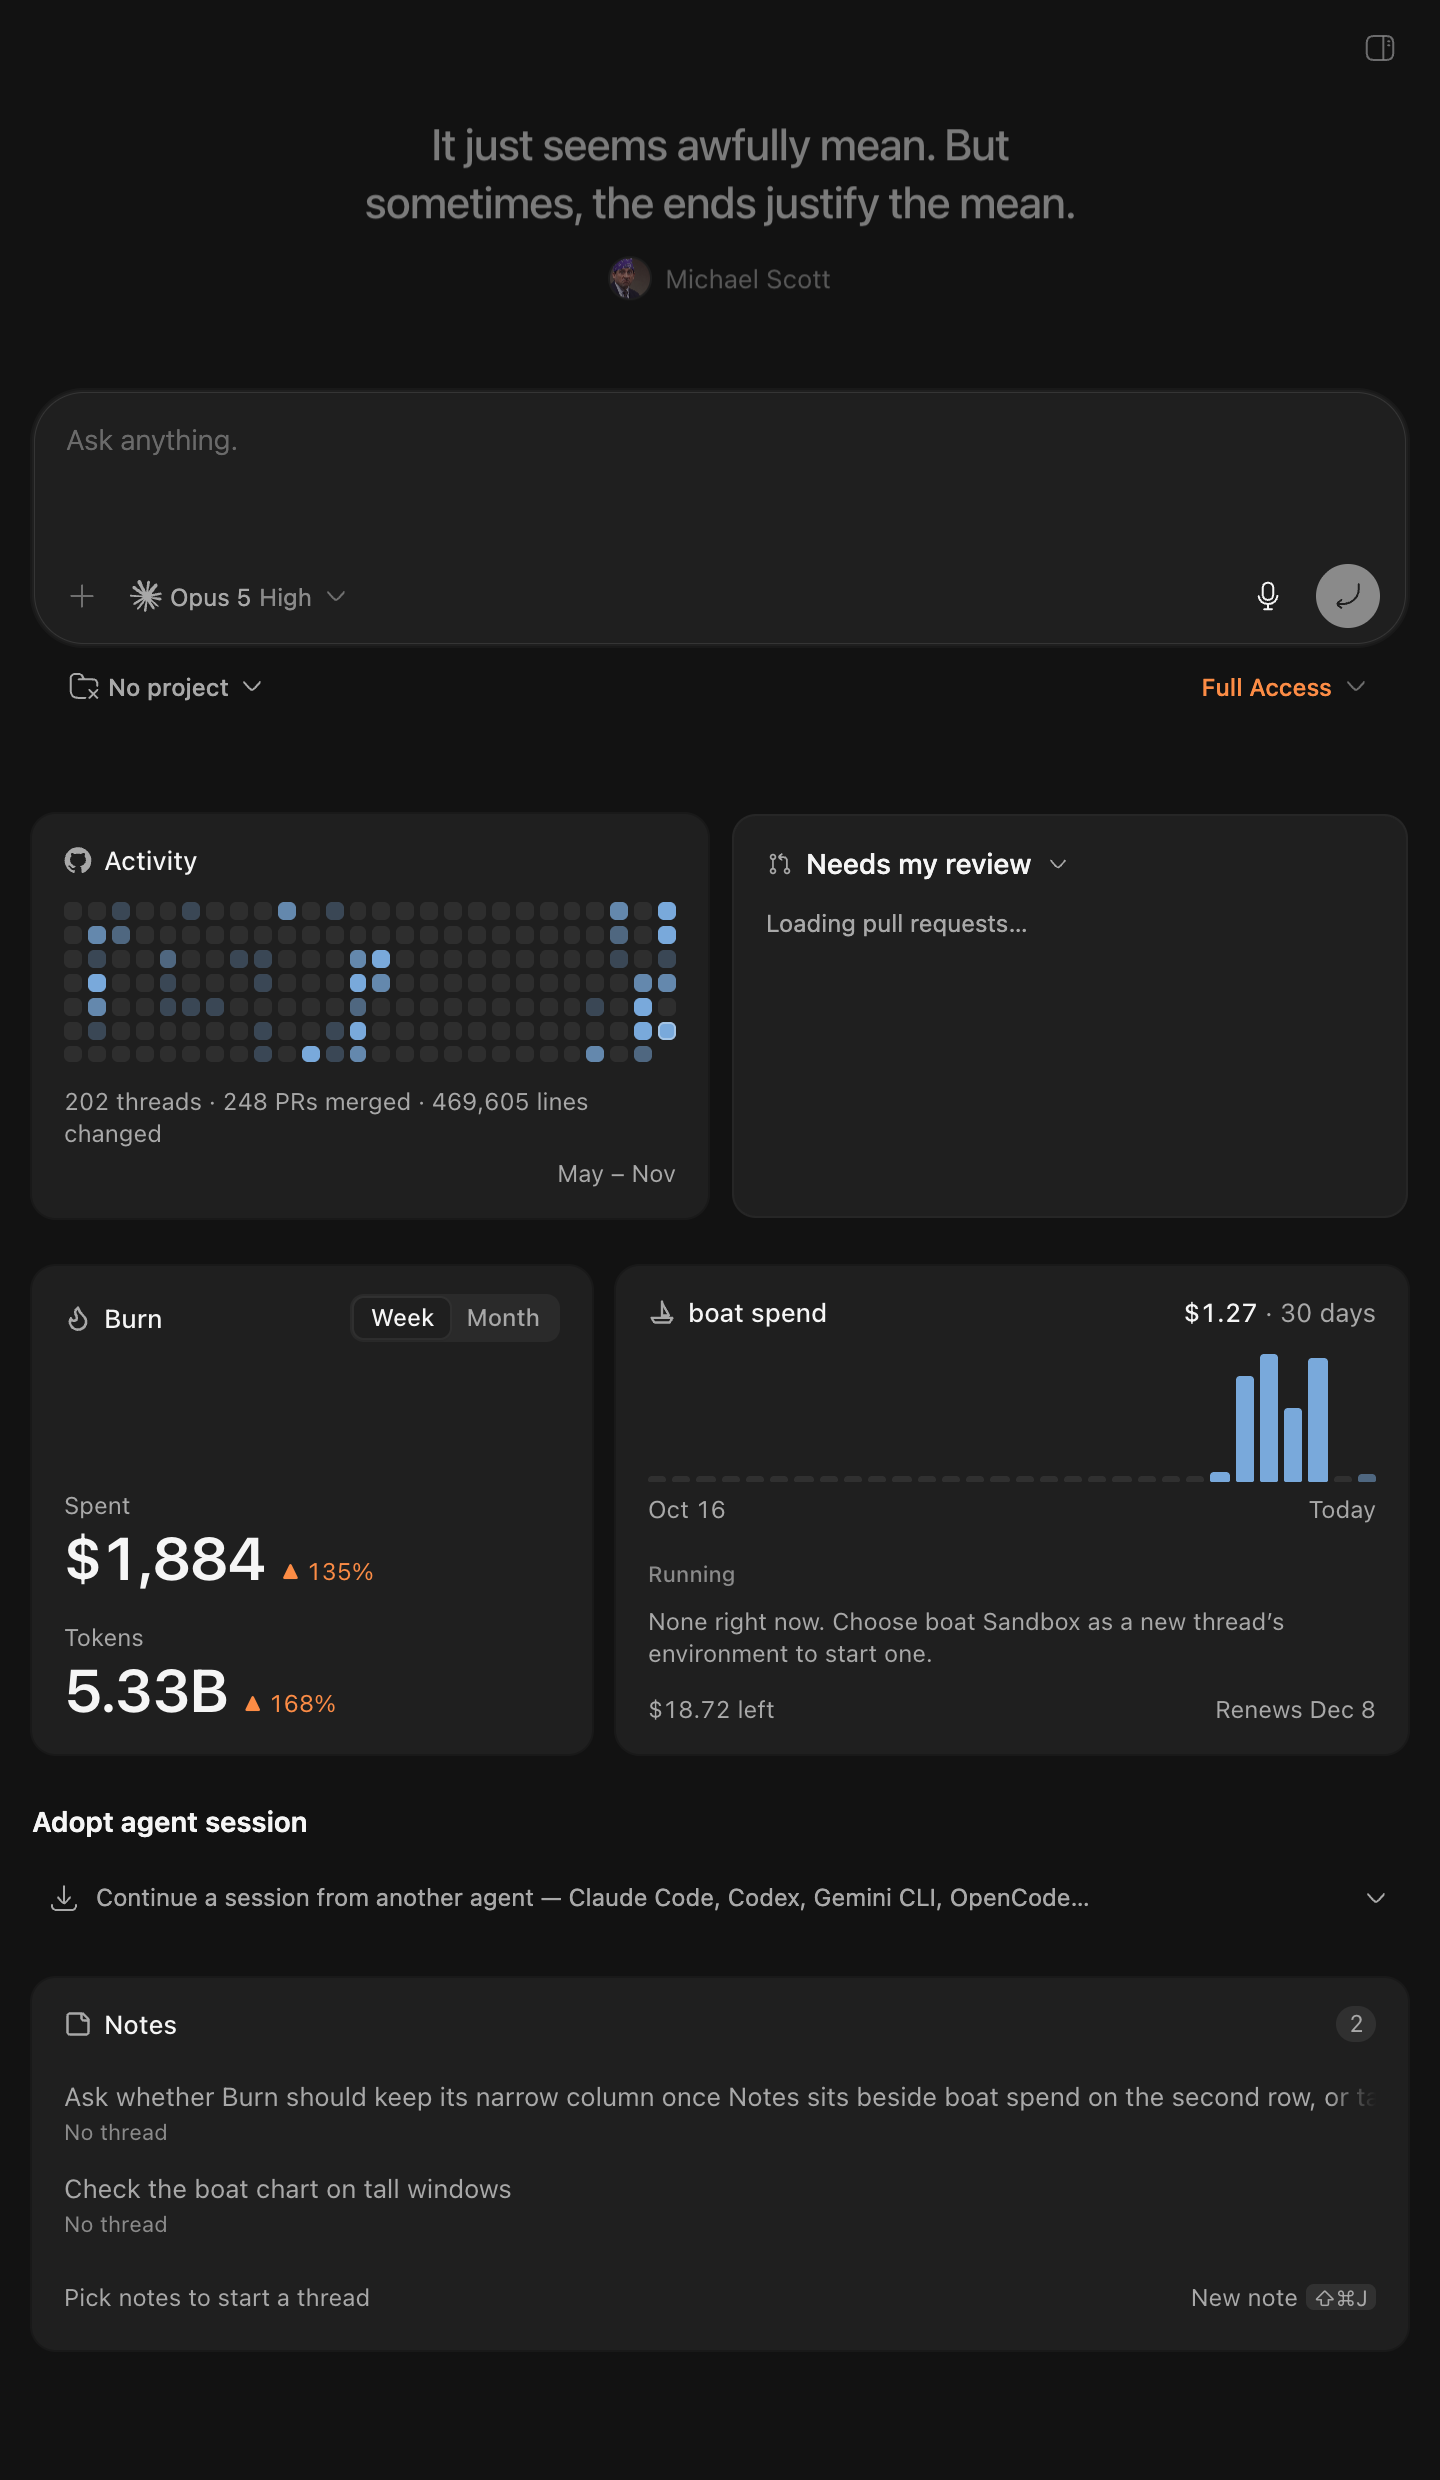 It just seems awfully mean. But
sometimes, the ends justify the mean.
Michael Scott
Ask anything.
Opus 5 High
No project
Full Access
Activity
202 threads · 248 PRs merged · 469,605 lines
changed
May – Nov
Needs my review
Loading pull requests...
Burn
Week Month
Spent
$1,884 ▲ 135%
Tokens
5.33B ▲ 168%
boat spend
$1.27 · 30 days
Oct 16
Today
Running
None right now. Choose boat Sandbox as a new thread’s
environment to start one.
$18.72 left
Renews Dec 8
Adopt agent session
Continue a session from another agent — Claude Code, Codex, Gemini CLI, OpenCode...
Notes
2
Ask whether Burn should keep its narrow column once Notes sits beside boat spend on the second row, or
No thread
Check the boat chart on tall windows
No thread
Pick notes to start a thread
New note ⇧⌘J